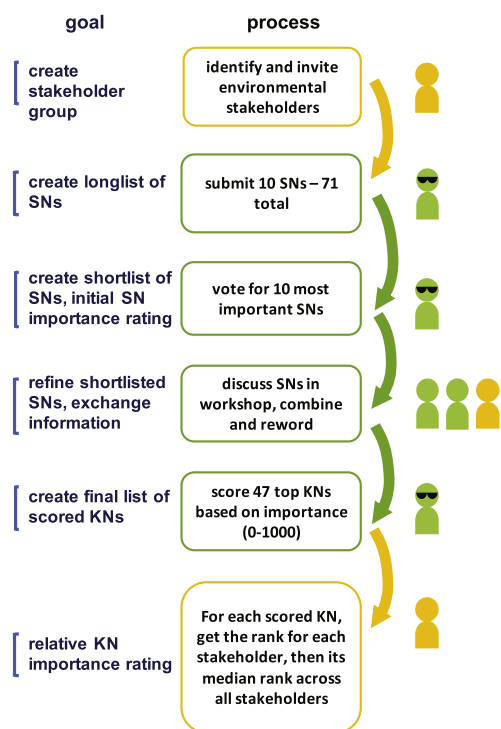 goal
process
create
stakeholder
group
identify and invite
environmental
stakeholders
create longlist of
SNs
submit 10 SNs – 71
total
create shortlist of
SNs, initial SN
importance rating
vote for 10 most
important SNs
refine shortlisted
SNs, exchange
information
discuss SNs in
workshop, combine
and reword
create final list of
scored KNs
score 47 top KNs
based on importance
(0-1000)
relative KN
importance rating
For each scored KN,
get the rank for each
stakeholder, then its
median rank across
all stakeholders